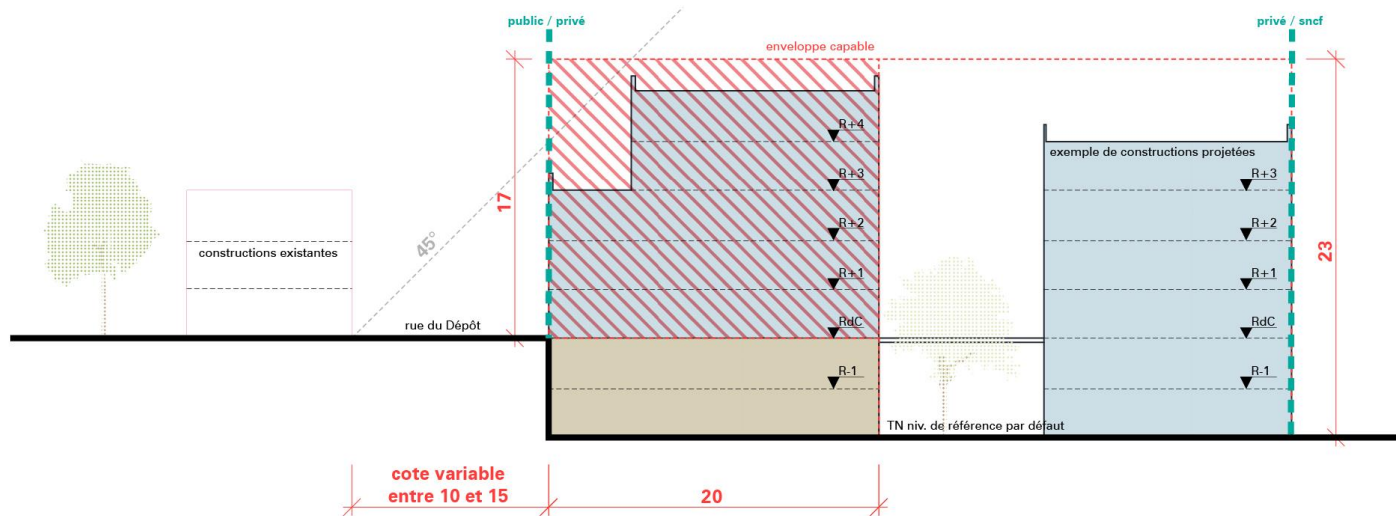 public / privé
privé / sncf
enveloppe capable
R+4
exemple de constructions projetées
R+3
R+3
17
45°
R+2
R+2
23
constructions existantes
R+1
R+1
rue du Dépôt
RdC
RdC
R-1
R-1
TN niv. de référence par défaut
cote variable
entre 10 et 15
20